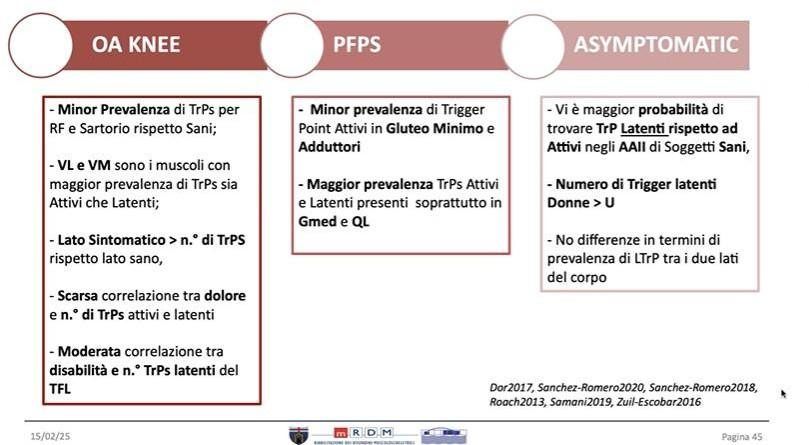 OA KNEE
PFPS
ASYMPTOMATIC
- Minor Prevalenza di TrPs per
RF e Sartorio rispetto Sani;
- VL e VM sono i muscoli con
maggior prevalenza di TrPs sia
Attivi che Latenti;
- Lato Sintomatico > n.° di TrPS
rispetto lato sano,
- Scarsa correlazione tra dolore
e n.° di TrPs attivi e latenti
- Moderata correlazione tra
disabilità e n.° TrPs latenti del
TFL
- Minor prevalenza di Trigger
Point Attivi in Gluteo Minimo e
Adduttori
- Maggior prevalenza TrPs Attivi
e Latenti presenti soprattutto in
Gmed e QL
- Vi è maggior probabilità di
trovare TrP Latenti rispetto ad
Attivi negli AAII di Soggetti Sani,
- Numero di Trigger latenti
Donne > U
- No differenze in termini di
prevalenza di LTrP tra i due lati
del corpo
Dor2017, Sanchez-Romero2020, Sanchez-Romero2018,
Roach2013, Samani2019, Zuil-Escobar2016
15/02/25
mRDM
RIABILITAZIONE DEI DISORDINI MUSCOLOSCHELETRICI
Pagina 45